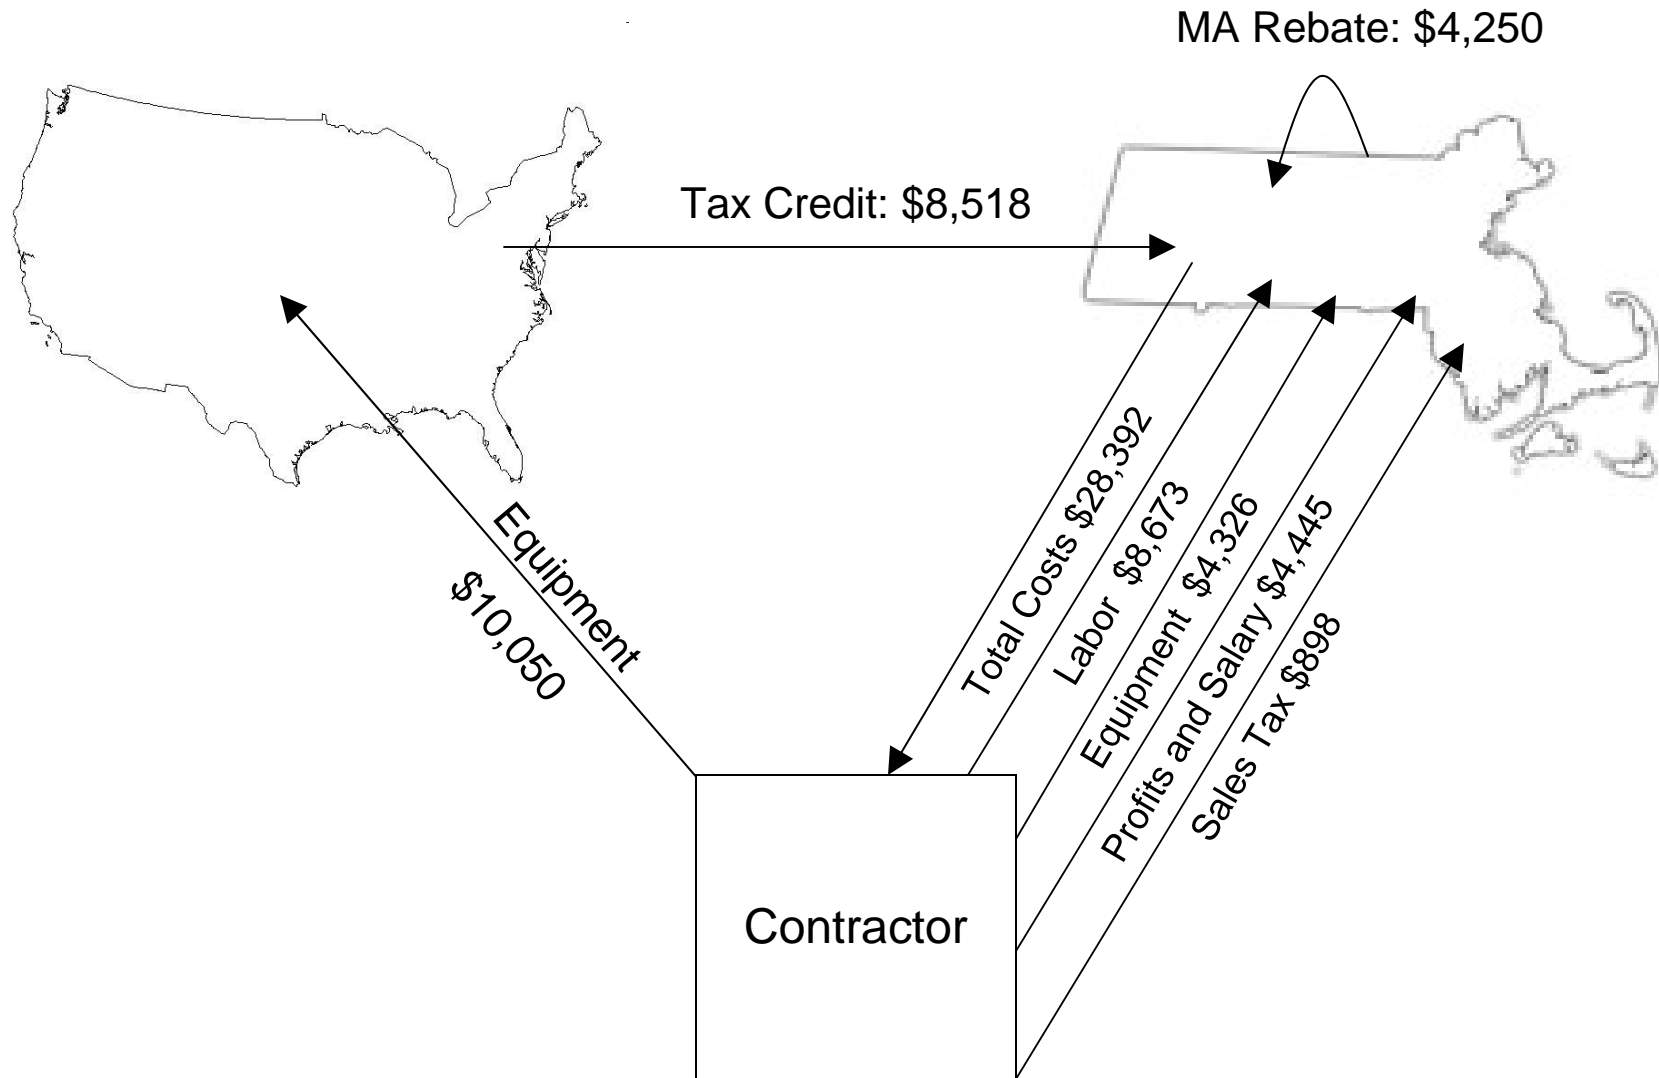 MA Rebate: $4,250
Tax Credit: $8,518
Equipment
$10,050
Total Costs $28,392
Labor $8,673
Equipment $4,326
Profits and Salary $4,445
Sales Tax $898
Contractor